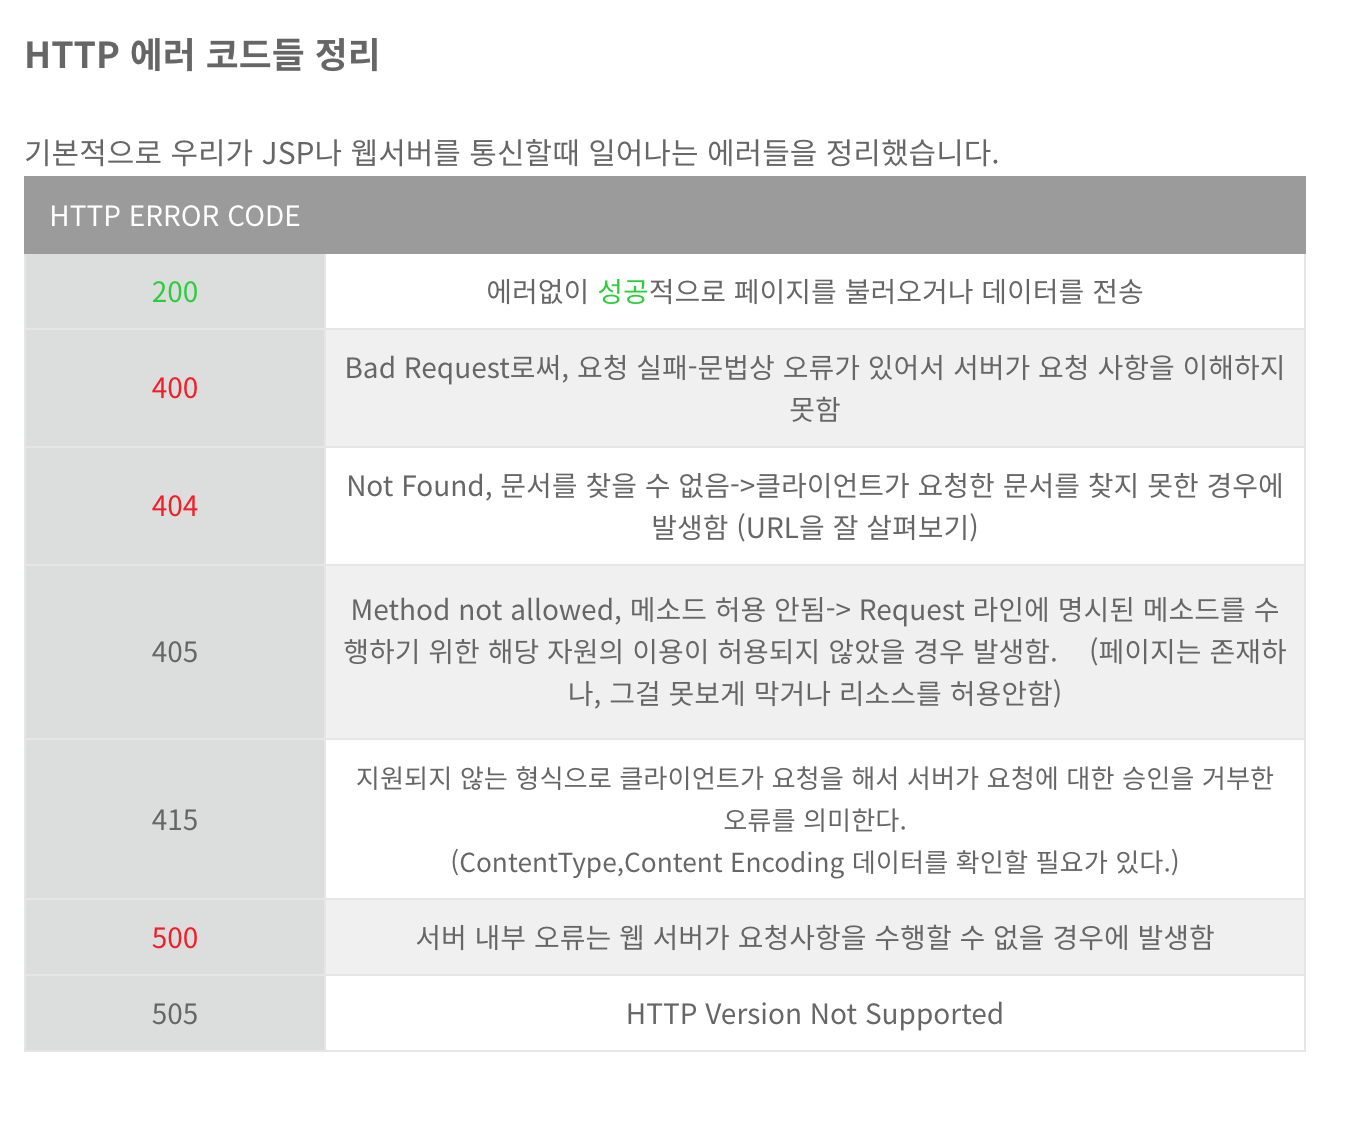 HTTP 에러 코드들 정리
기본적으로 우리가 JSP나 웹서버를 통신할때 일어나는 에러들을 정리했습니다.
HTTP ERROR CODE
200
에러없이 성공적으로 페이지를 불러오거나 데이터를 전송
400
Bad Request로써, 요청 실패-문법상 오류가 있어서 서버가 요청 사항을 이해하지
못함
404
Not Found, 문서를 찾을 수 없음->클라이언트가 요청한 문서를 찾지 못한 경우에
발생함 (URL을 잘 살펴보기)
405
Method not allowed, 메소드 허용 안됨-> Request 라인에 명시된 메소드를 수
행하기 위한 해당 자원의 이용이 허용되지 않았을 경우 발생함. (페이지는 존재하
나, 그걸 못보게 막거나 리소스를 허용안함)
415
지원되지 않는 형식으로 클라이언트가 요청을 해서 서버가 요청에 대한 승인을 거부한
오류를 의미한다.
(ContentType,Content Encoding 데이터를 확인할 필요가 있다.)
500
서버 내부 오류는 웹 서버가 요청사항을 수행할 수 없을 경우에 발생함
505
HTTP Version Not Supported